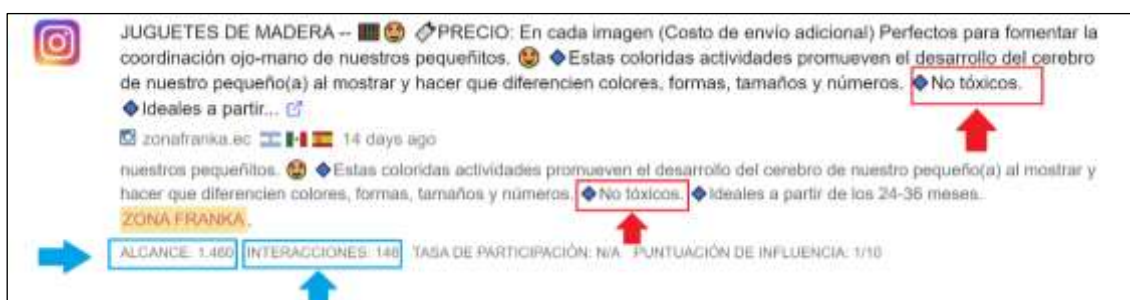 JUGUETES DE MADERA -- 🧮🤩 🏷PRECIO: En cada imagen (Costo de envío adicional) Perfectos para fomentar la
coordinación ojo-mano de nuestros pequeñitos. 🤩 🔷Estas coloridas actividades promueven el desarrollo del cerebro
de nuestro pequeño(a) al mostrar y hacer que diferencien colores, formas, tamaños y números. 🔷No tóxicos.
🔷Ideales a partir...
zonafranka.ec 14 days ago
nuestros pequeñitos. 🤩 🔷Estas coloridas actividades promueven el desarrollo del cerebro de nuestro pequeño(a) al mostrar y
hacer que diferencien colores, formas, tamaños y números. 🔷No tóxicos. 🔷Ideales a partir de los 24-36 meses.
ZONA FRANKA.
ALCANCE: 1.460 INTERACCIONES: 146 TASA DE PARTICIPACIÓN: N/A PUNTUACIÓN DE INFLUENCIA: 1/10